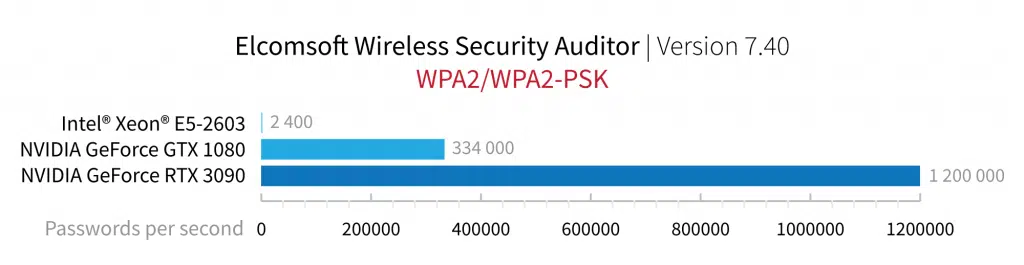 Elcomsoft Wireless Security Auditor | Version 7.40
WPA2/WPA2-PSK
Intel® Xeon® E5-2603 2 400
NVIDIA GeForce GTX 1080 334 000
NVIDIA GeForce RTX 3090 1 200 000
Passwords per second 0 200000 400000 600000 800000 1000000 1200000